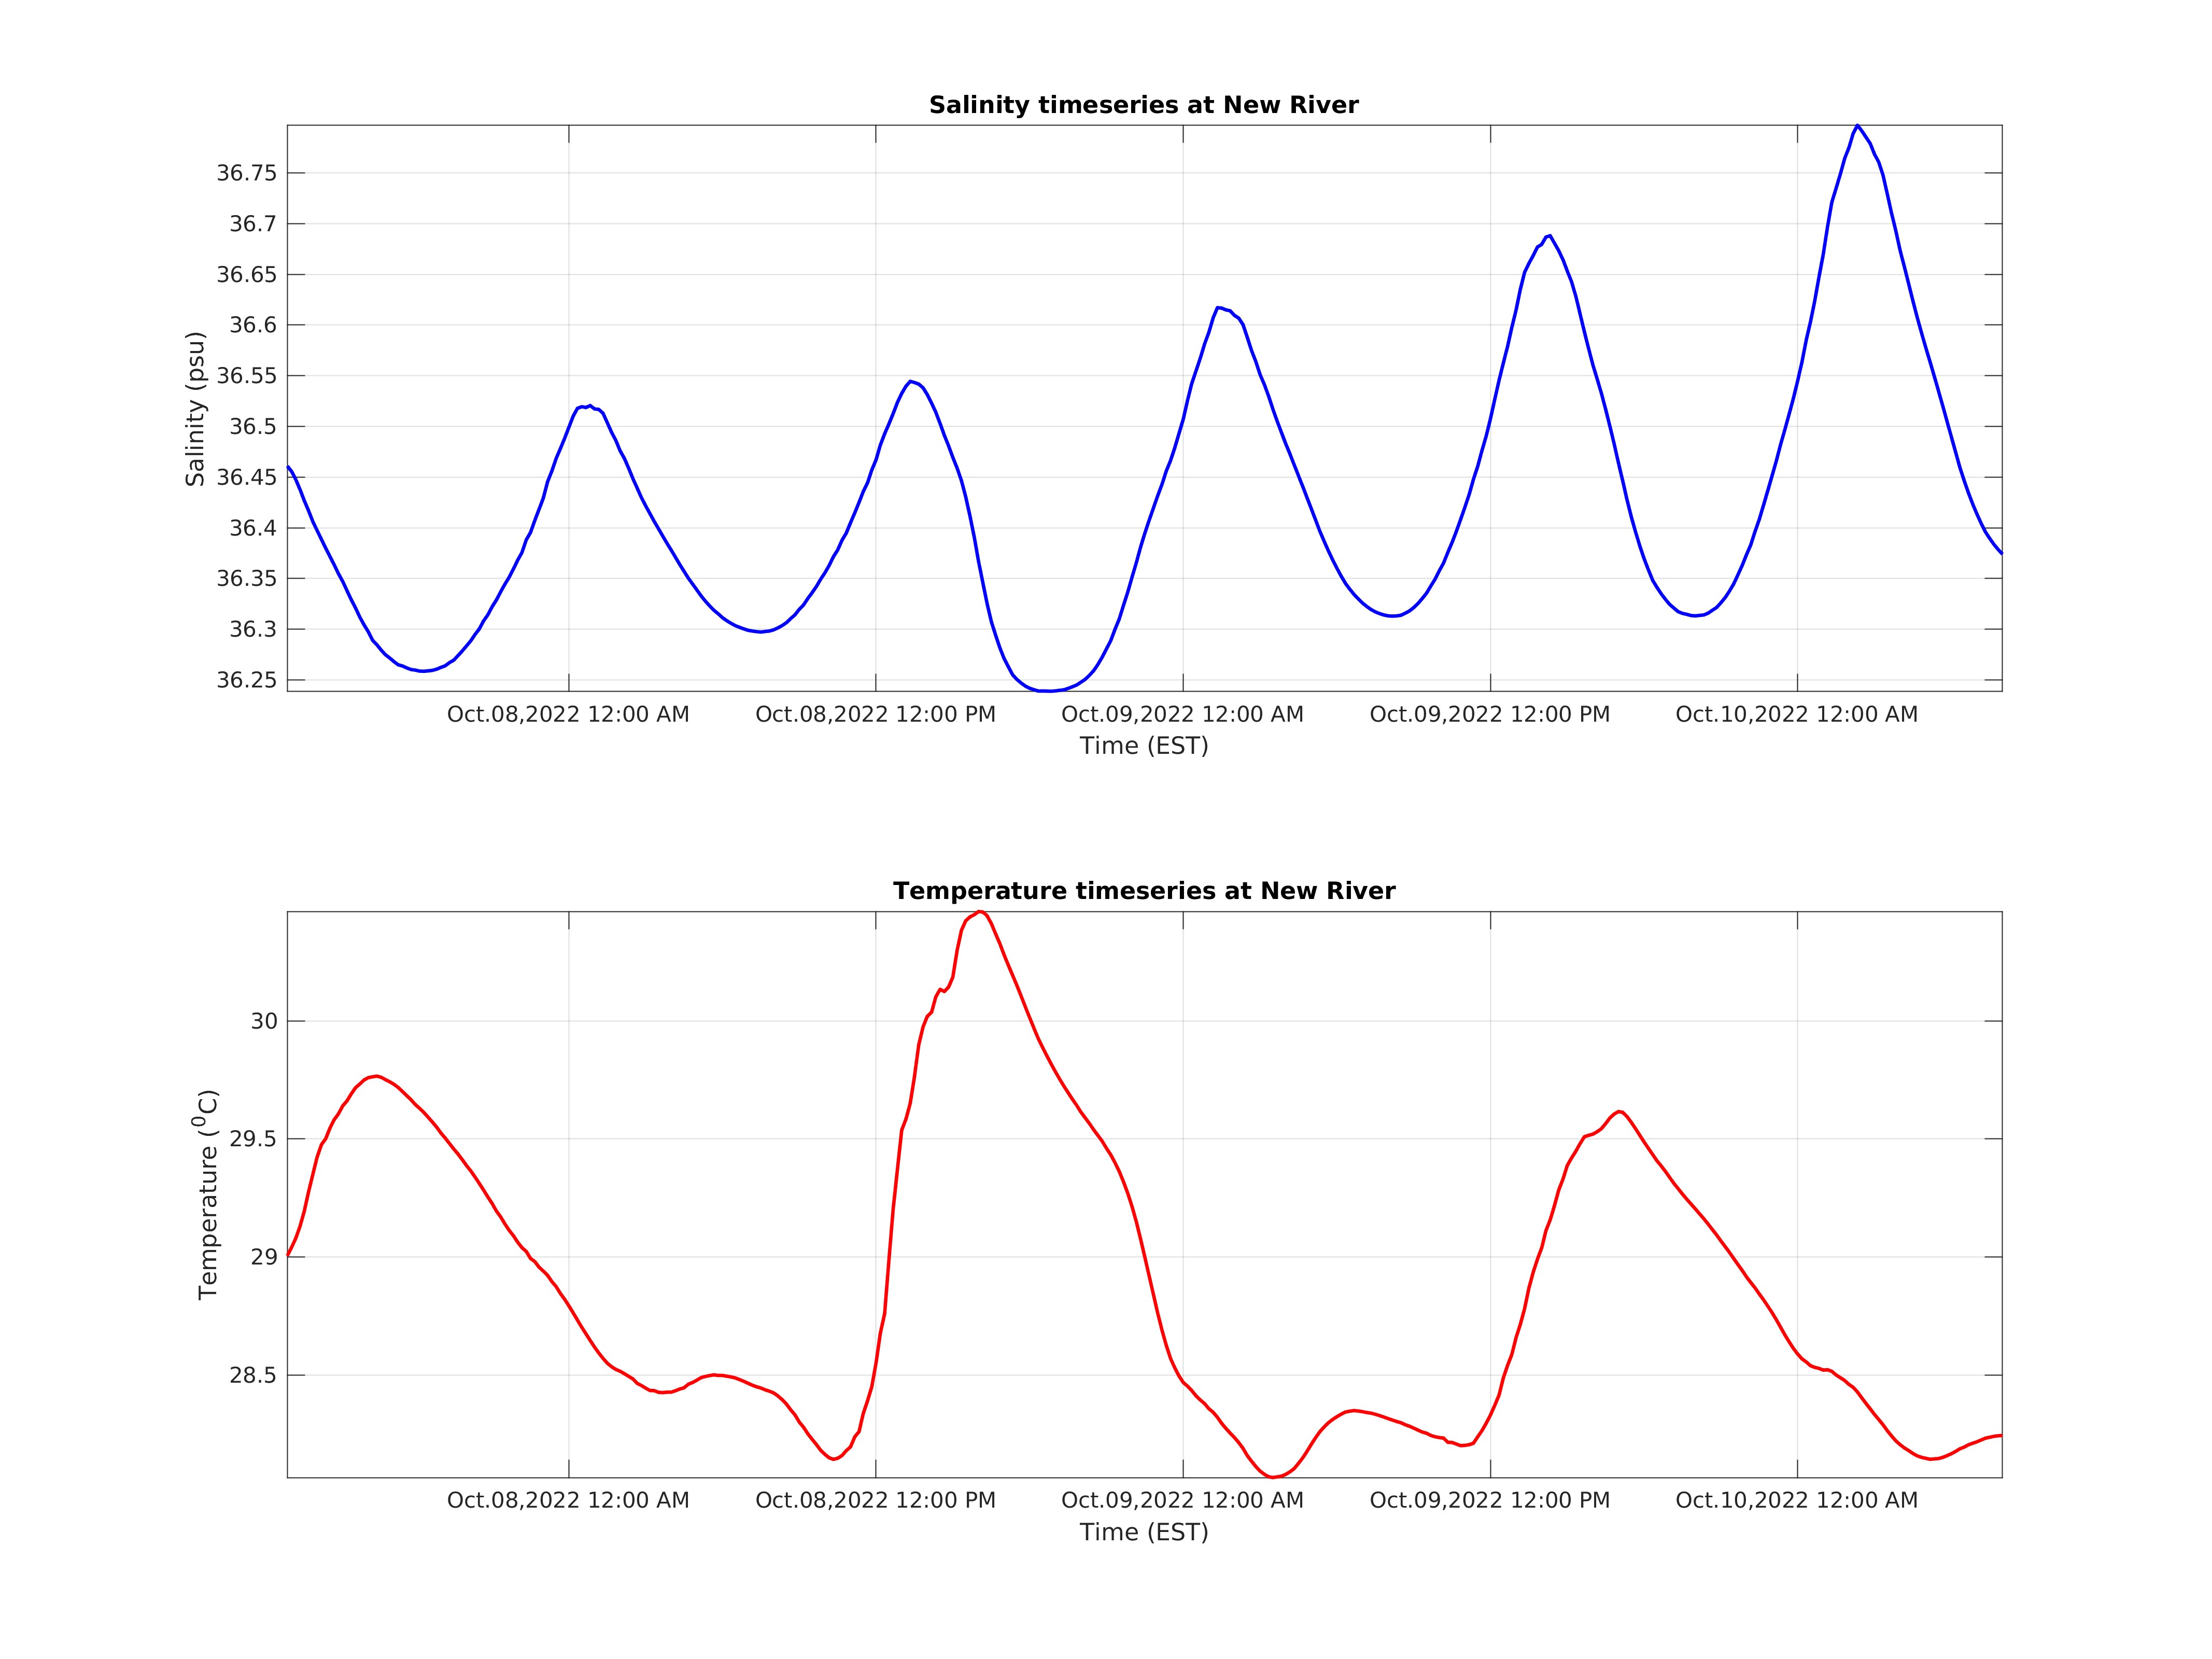 Salinity timeseries at New River
Salinity (psu)
36.75
36.7
36.65
36.6
36.55
36.5
36.45
36.4
36.35
36.3
36.25
Oct.08,2022 12:00 AM Oct.08,2022 12:00 PM Oct.09,2022 12:00 AM Oct.09,2022 12:00 PM Oct.10,2022 12:00 AM
Time (EST)
Temperature timeseries at New River
Temperature (⁰C)
30
29.5
29
28.5
Oct.08,2022 12:00 AM Oct.08,2022 12:00 PM Oct.09,2022 12:00 AM Oct.09,2022 12:00 PM Oct.10,2022 12:00 AM
Time (EST)